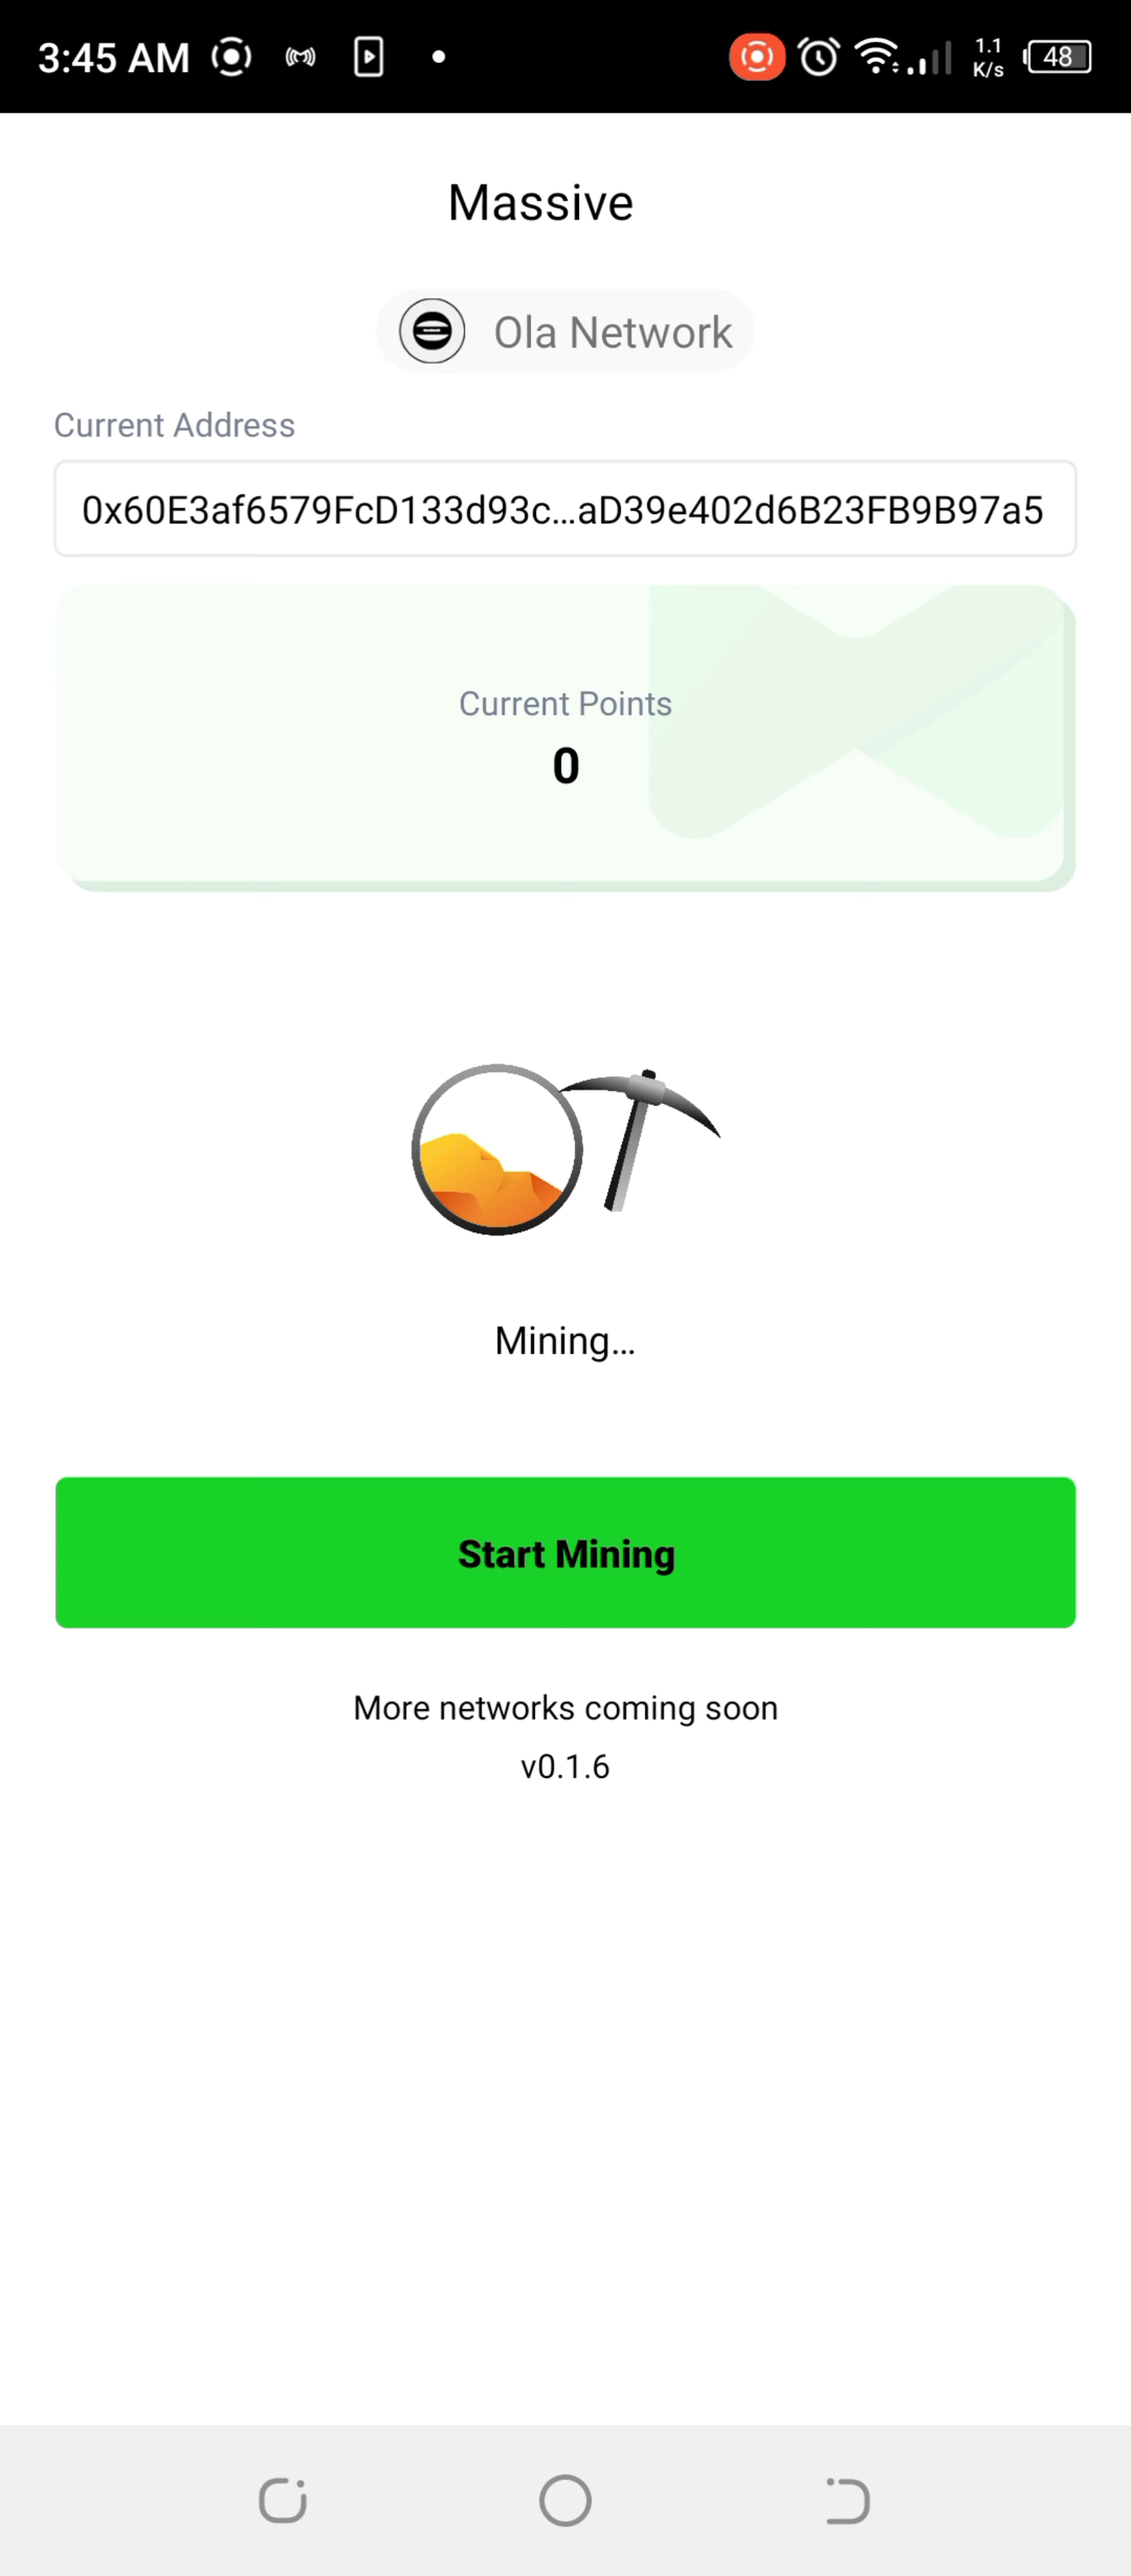 3:45 AM
1.1
K/s
48
Massive
Ola Network
Current Address
0x60E3af6579FcD133d93c...aD39e402d6B23FB9B97a5
Current Points
0
Mining...
Start Mining
More networks coming soon
v0.1.6